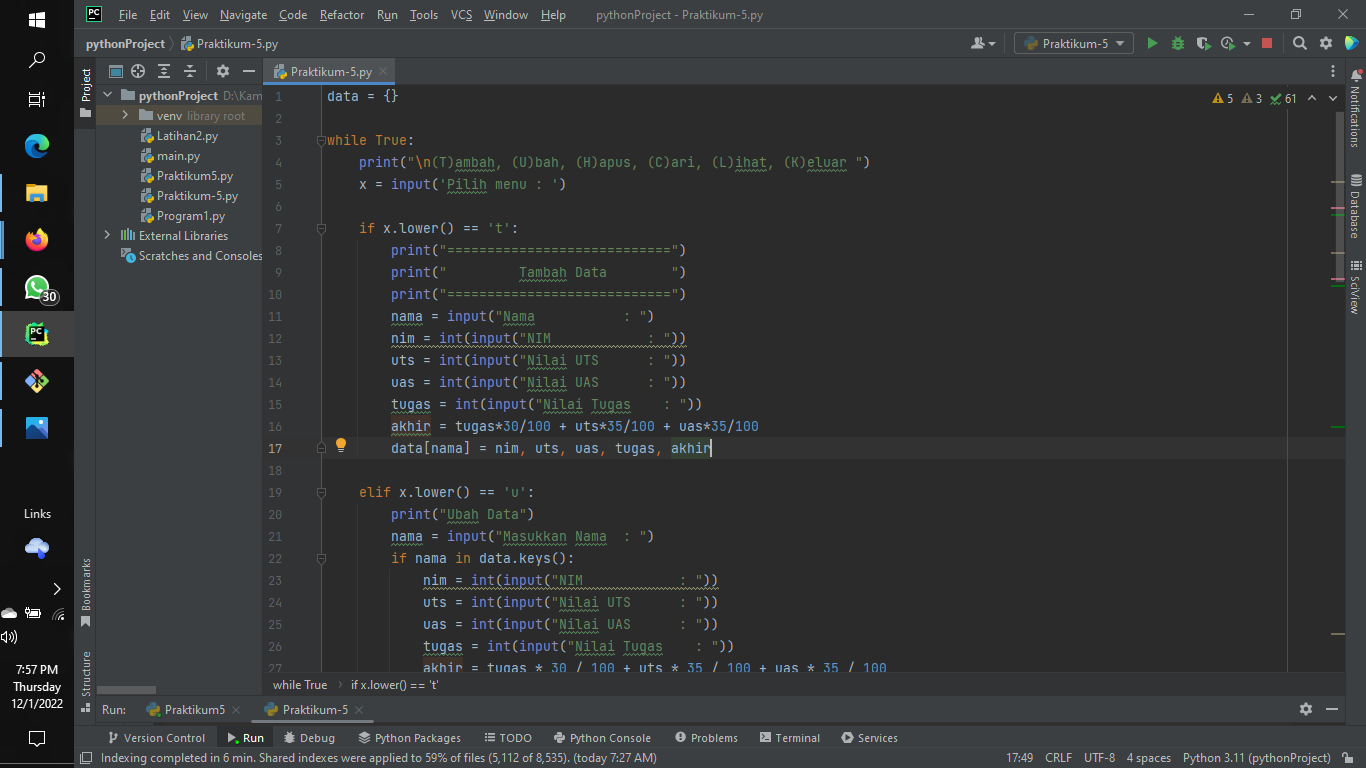 File Edit View Navigate Code Refactor Run Tools VCS Window Help pythonProject - Praktikum-5.py
pythonProject Praktikum-5.py Praktikum-5
Project
pythonProject D:\Kam
venv library root
Latihan2.py
main.py
Praktikum5.py
Praktikum-5.py
Program1.py
External Libraries
Scratches and Consoles
Praktikum-5.py
5 3 61
1 data = {}
2
3 while True:
4     print("\n(T)ambah, (U)bah, (H)apus, (C)ari, (L)ihat, (K)eluar ")
5     x = input('Pilih menu : ')
6
7     if x.lower() == 't':
8         print("============================")
9         print("         Tambah Data        ")
10         print("============================")
11         nama = input("Nama           : ")
12         nim = int(input("NIM            : "))
13         uts = int(input("Nilai UTS      : "))
14         uas = int(input("Nilai UAS      : "))
15         tugas = int(input("Nilai Tugas    : "))
16         akhir = tugas*30/100 + uts*35/100 + uas*35/100
17         data[nama] = nim, uts, uas, tugas, akhir
18
19     elif x.lower() == 'u':
20         print("Ubah Data")
21         nama = input("Masukkan Nama  : ")
22         if nama in data.keys():
23             nim = int(input("NIM            : "))
24             uts = int(input("Nilai UTS      : "))
25             uas = int(input("Nilai UAS      : "))
26             tugas = int(input("Nilai Tugas    : "))
27             akhir = tugas * 30 / 100 + uts * 35 / 100 + uas * 35 / 100
while True if x.lower() == 't'
Notifications
Database
SciView
Bookmarks
Structure
Run: Praktikum5 Praktikum-5
Version Control Run Debug Python Packages TODO Python Console Problems Terminal Services
Indexing completed in 6 min. Shared indexes were applied to 59% of files (5,112 of 8,535). (today 7:27 AM) 17:49 CRLF UTF-8 4 spaces Python 3.11 (pythonProject)
PC
30
PC
Links
7:57 PM
Thursday
12/1/2022